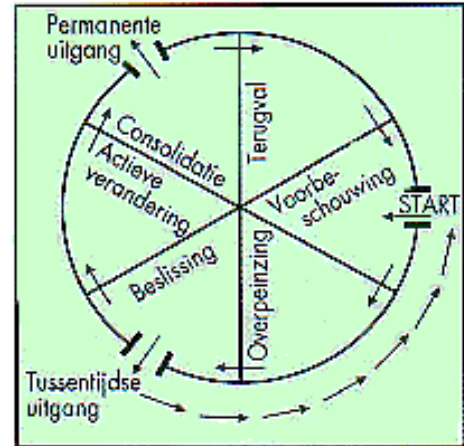 Permanente
uitgang
Consolidatie
Actieve
verandering
Beslissing
Terugval
Voorbe-
schouwing
START
Overpeinzing
Tussentijdse
uitgang